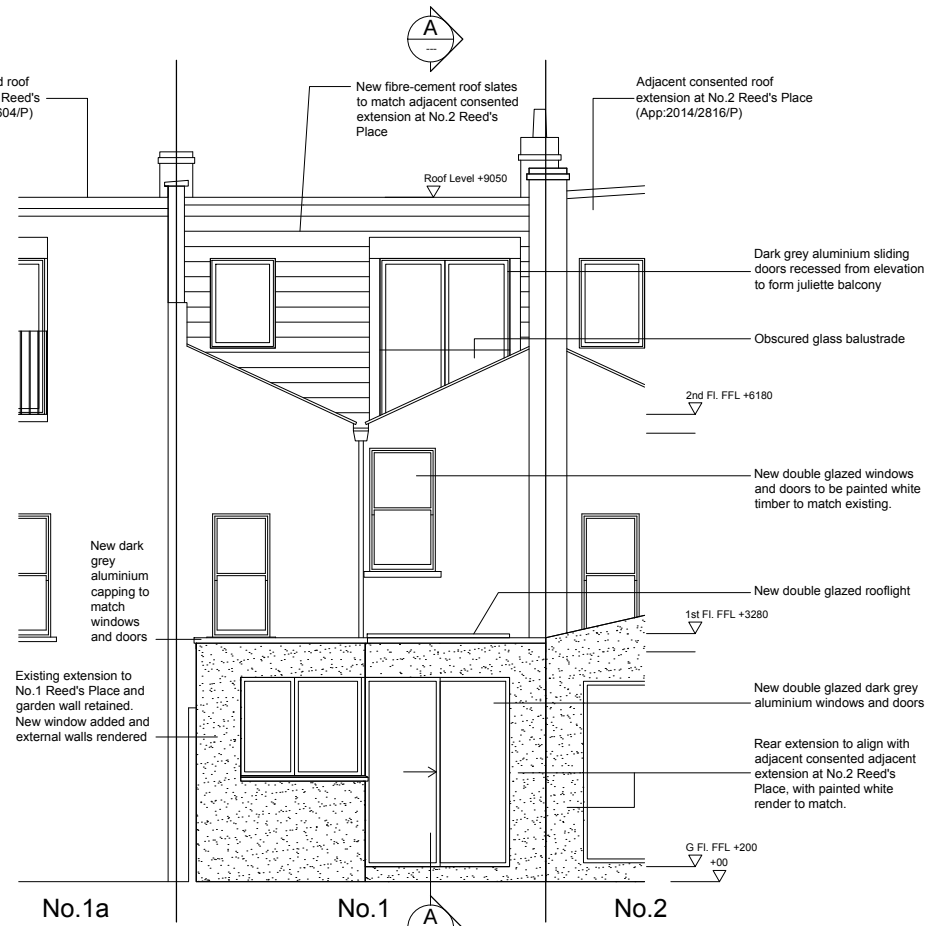 A
---
d roof
Reed's
504/P)
New fibre-cement roof slates
to match adjacent consented
extension at No.2 Reed's
Place
Adjacent consented roof
extension at No.2 Reed's Place
(App:2014/2816/P)
Roof Level +9050
Dark grey aluminium sliding
doors recessed from elevation
to form juliette balcony
Obscured glass balustrade
2nd Fl. FFL +6180
New double glazed windows
and doors to be painted white
timber to match existing.
New dark
grey
aluminium
capping to
match
windows
and doors
New double glazed rooflight
1st Fl. FFL +3280
Existing extension to
No.1 Reed's Place and
garden wall retained.
New window added and
external walls rendered
New double glazed dark grey
aluminium windows and doors
Rear extension to align with
adjacent consented adjacent
extension at No.2 Reed's
Place, with painted white
render to match.
G Fl. FFL +200
+00
No.1a
No.1
No.2
A